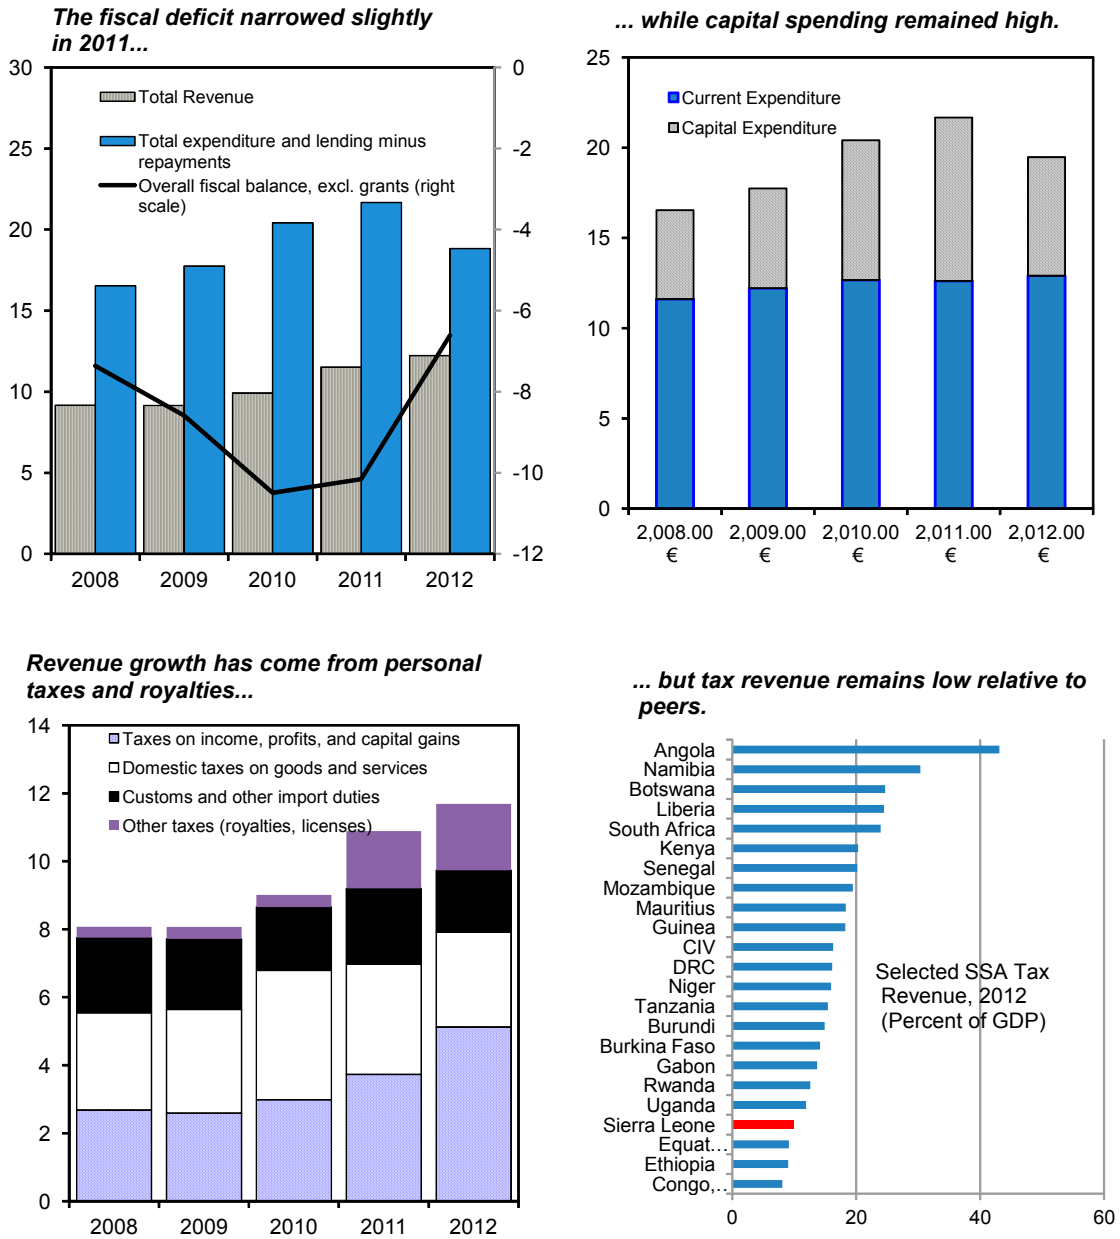 The fiscal deficit narrowed slightly
in 2011...
30
25
20
15
10
5
0
0
-2
-4
-6
-8
-10
-12
Total Revenue
Total expenditure and lending minus
repayments
Overall fiscal balance, excl. grants (right
scale)
2008
2009
2010
2011
2012
... while capital spending remained high.
25
20
15
10
5
0
Current Expenditure
Capital Expenditure
2,008.00
€
2,009.00
€
2,010.00
€
2,011.00
€
2,012.00
€
Revenue growth has come from personal
taxes and royalties...
14
12
10
8
6
4
2
0
Taxes on income, profits, and capital gains
Domestic taxes on goods and services
Customs and other import duties
Other taxes (royalties, licenses)
2008
2009
2010
2011
2012
... but tax revenue remains low relative to
peers.
Angola
Namibia
Botswana
Liberia
South Africa
Kenya
Senegal
Mozambique
Mauritius
Guinea
CIV
DRC
Niger
Tanzania
Burundi
Burkina Faso
Gabon
Rwanda
Uganda
Sierra Leone
Equat...
Ethiopia
Congo,..
Selected SSA Tax
Revenue, 2012
(Percent of GDP)
0
20
40
60